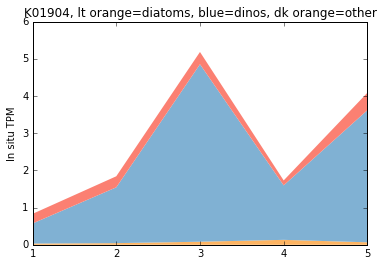 K01904, lt orange=diatoms, blue=dinos, dk orange=other
6
5
4
3
2
1
0
In situ TPM
1 2 3 4 5